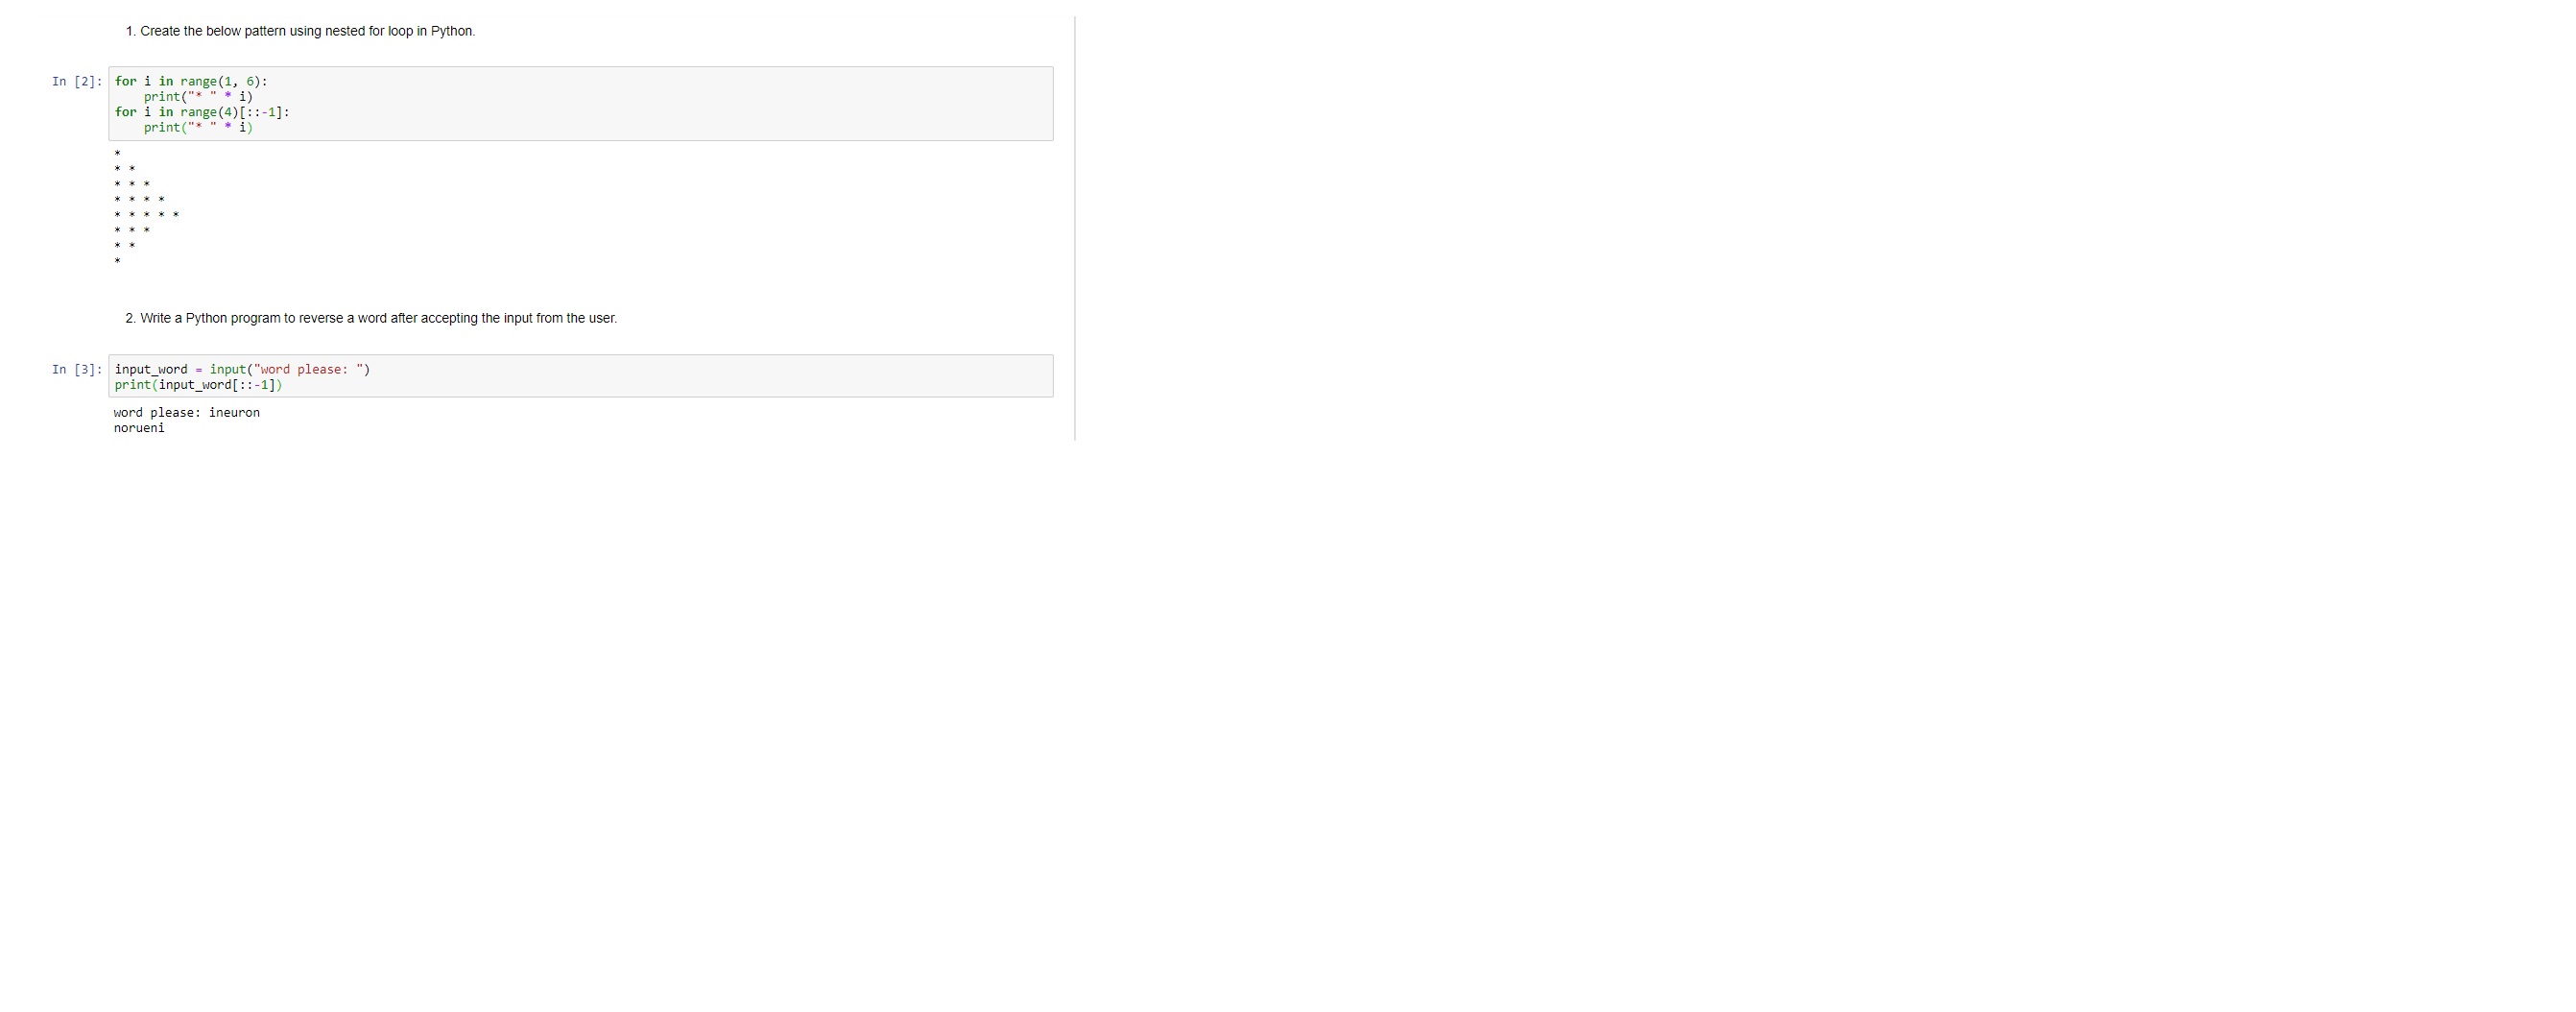 1. Create the below pattern using nested for loop in Python.
In [2]: for i in range(1, 6):
    print("* " * i)
for i in range(4)[::-1]:
    print("* " * i)
*
* *
* * *
* * * *
* * * * *
* * *
* *
*
2. Write a Python program to reverse a word after accepting the input from the user.
In [3]: input_word = input("word please: ")
print(input_word[::-1])
word please: ineuron
norueni